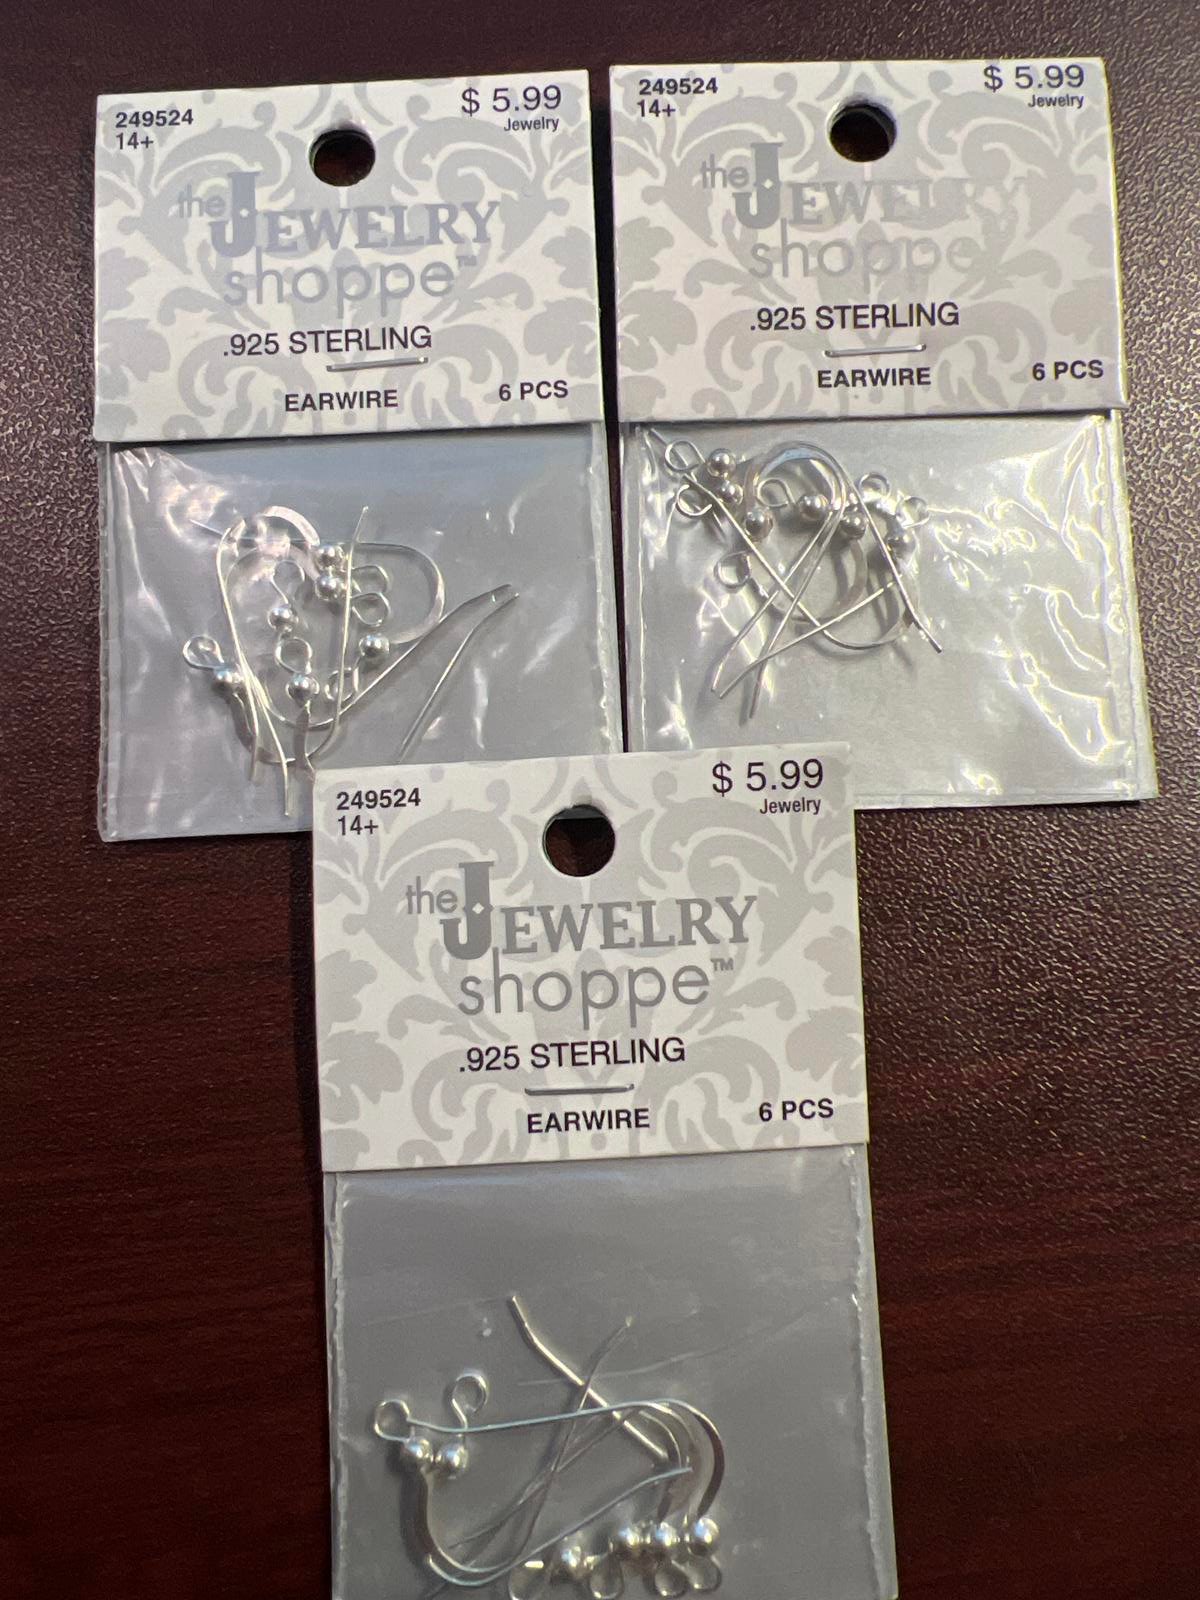 249524
14+
$ 5.99
Jewelry
the JEWELRY
shoppe™
.925 STERLING
EARWIRE
6 PCS
249524
14+
$ 5.99
Jewelry
the JEWELRY
shoppe
.925 STERLING
EARWIRE
6 PCS
249524
14+
$ 5.99
Jewelry
the JEWELRY
shoppe™
.925 STERLING
EARWIRE
6 PCS